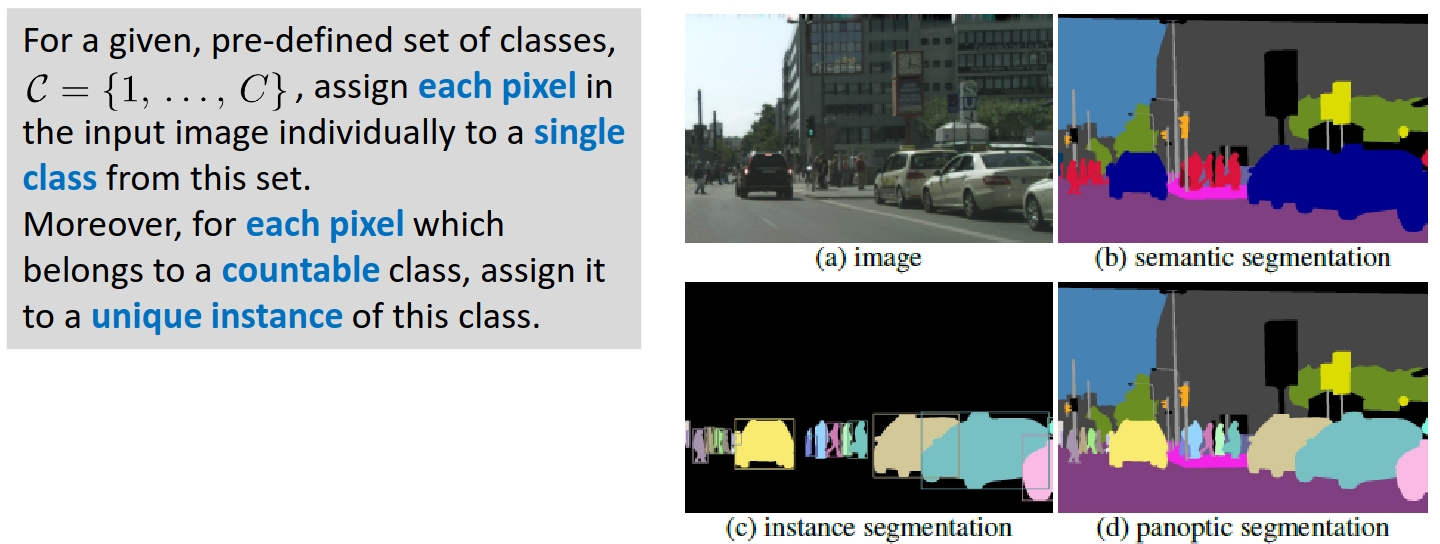 For a given, pre-defined set of classes,
𝒞 = {1, … , C} , assign each pixel in
the input image individually to a single
class from this set.
Moreover, for each pixel which
belongs to a countable class, assign it
to a unique instance of this class.
(a) image
(b) semantic segmentation
(c) instance segmentation
(d) panoptic segmentation